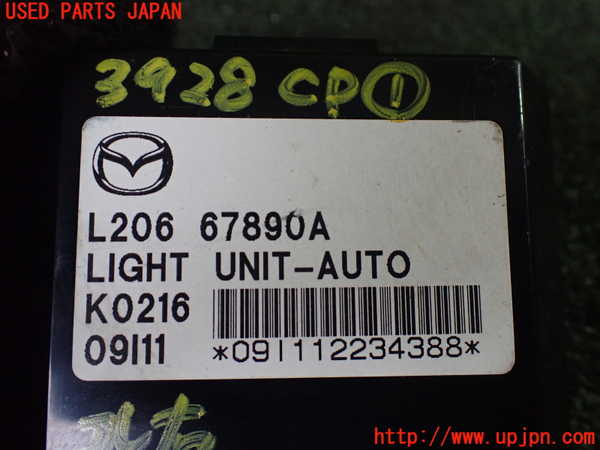 USED PARTS JAPAN
3928 CP①
L206 67890A
LIGHT UNIT-AUTO
K0216
09I11
*09I112234388*
http://www.upjpn.com/